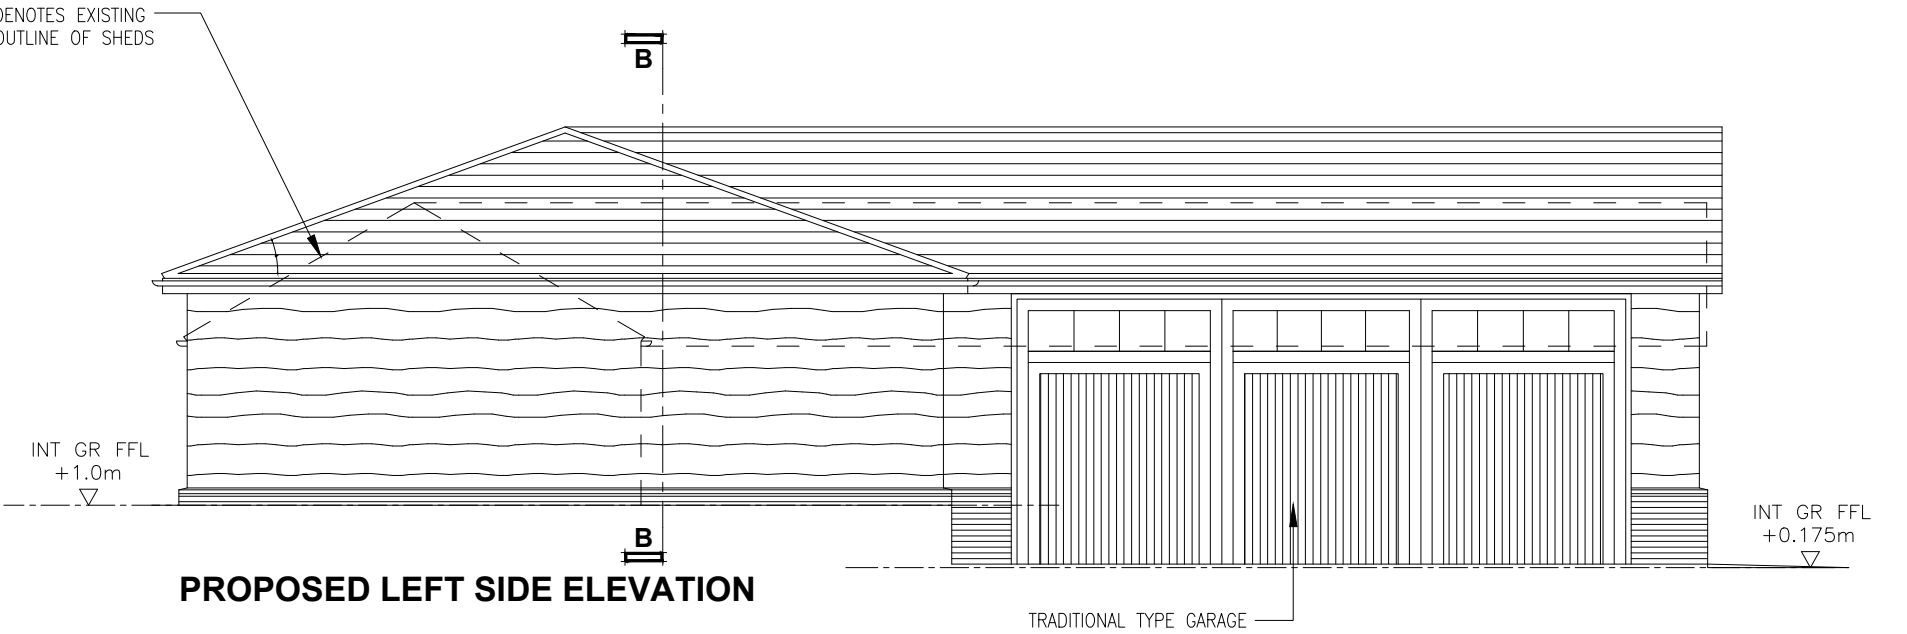 DENOTES EXISTING
OUTLINE OF SHEDS
B
INT GR FFL
+1.0m
INT GR FFL
+0.175m
B
PROPOSED LEFT SIDE ELEVATION
TRADITIONAL TYPE GARAGE